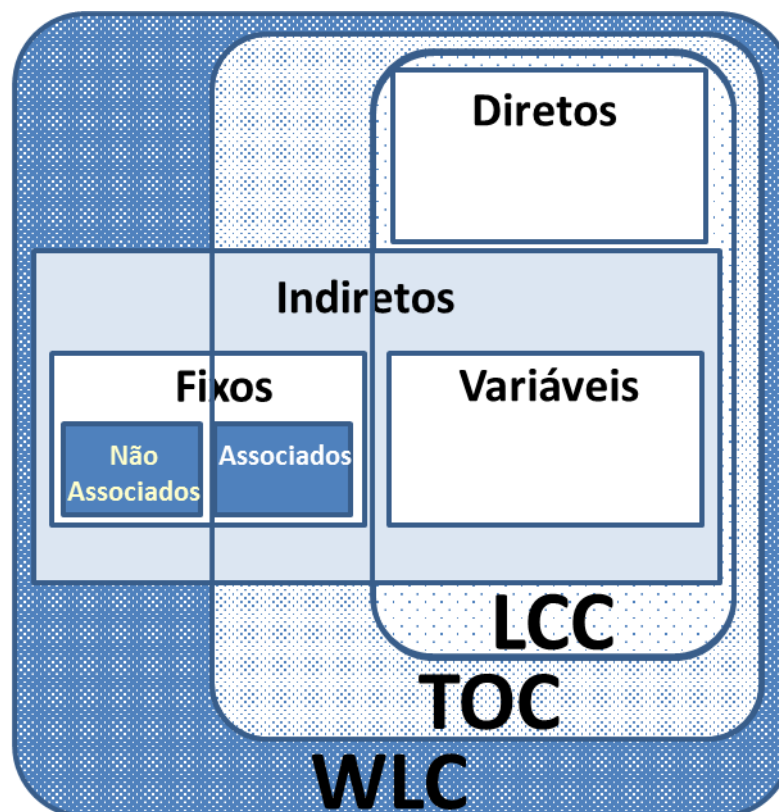 Diretos
Indiretos
Fixos
Variáveis
Não
Associados
Associados
LCC
TOC
WLC